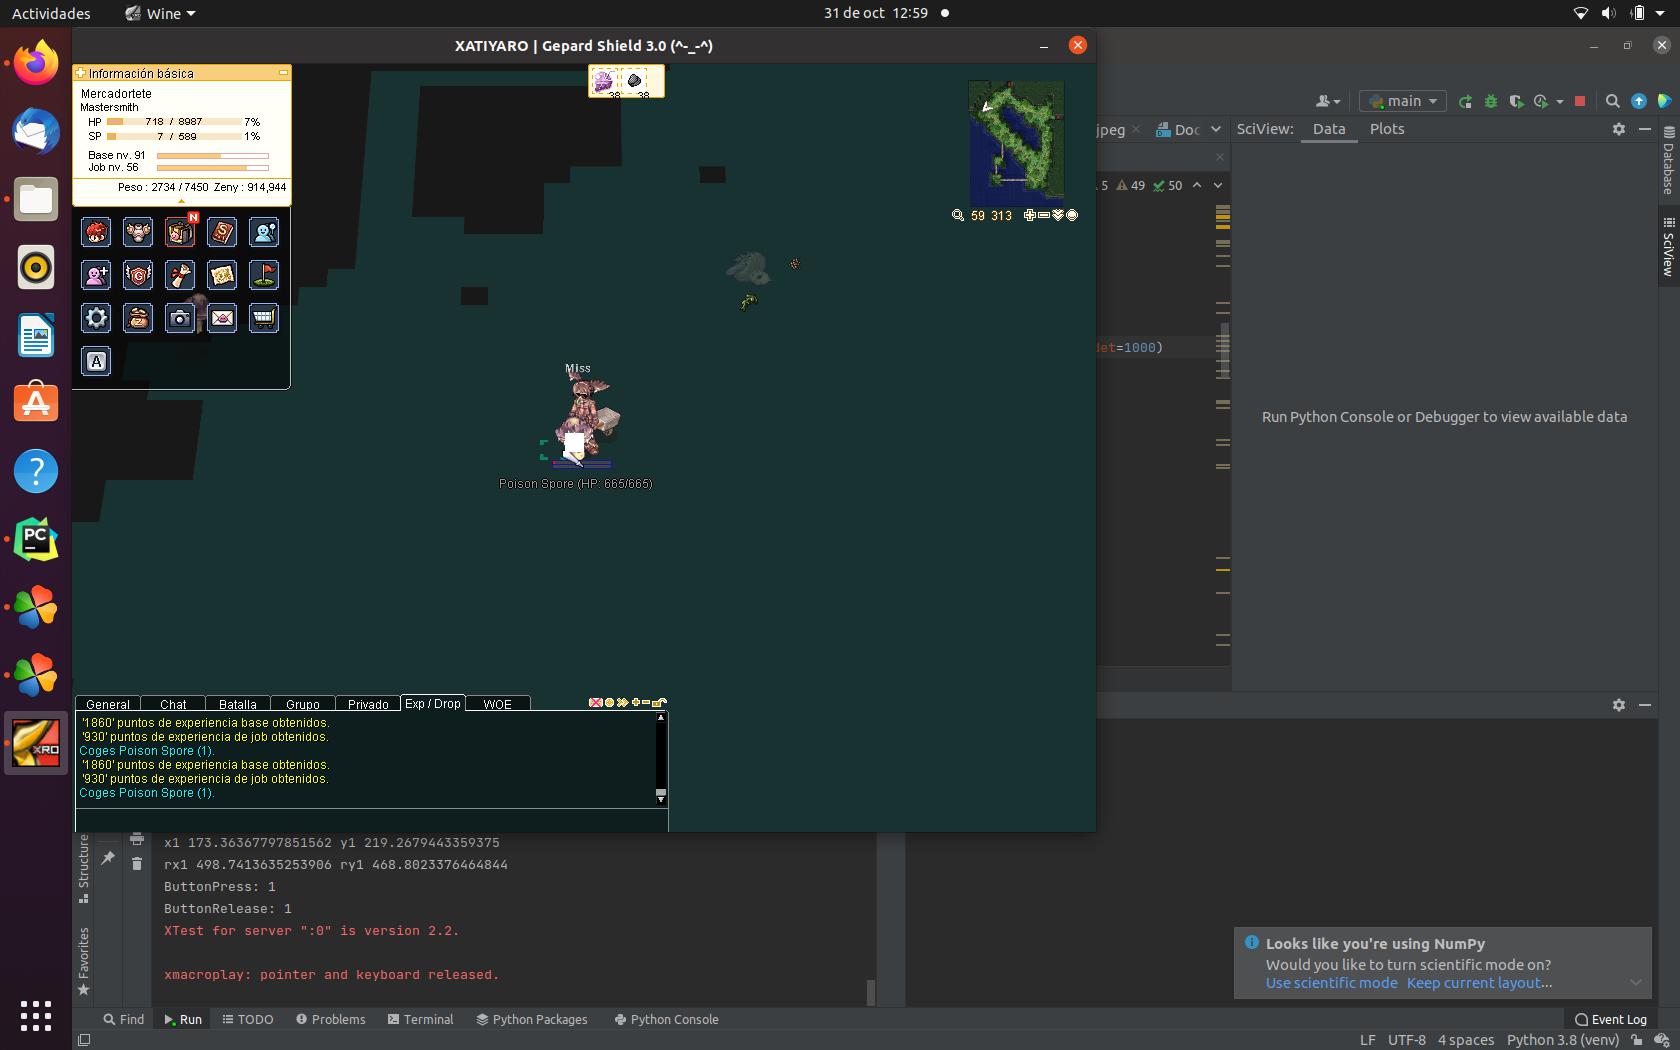 Actividades
Wine
31 de oct 12:59
XATIYARO | Gepard Shield 3.0 (^-_-^)
Información básica
Mercadortete
Mastersmith
HP 718 / 8987 7%
SP 7 / 589 1%
Base nv. 91
Job nv. 56
Peso : 2734 / 7450 Zeny : 914,944
N
S
G
A
38 38
59 313
Miss
Poison Spore (HP: 665/665)
General Chat Batalla Grupo Privado Exp / Drop WOE
'1860' puntos de experiencia base obtenidos.
'930' puntos de experiencia de job obtenidos.
Coges Poison Spore (1).
'1860' puntos de experiencia base obtenidos.
'930' puntos de experiencia de job obtenidos.
Coges Poison Spore (1).
main
jpeg
Doc
SciView: Data Plots
5 49 50
det=1000)
Run Python Console or Debugger to view available data
Database
SciView
PC
XRO
Structure
Favorites
x1 173.36367797851562 y1 219.2679443359375
rx1 498.7413635253906 ry1 468.8023376464844
ButtonPress: 1
ButtonRelease: 1
XTest for server ":0" is version 2.2.
xmacroplay: pointer and keyboard released.
Looks like you're using NumPy
Would you like to turn scientific mode on?
Use scientific mode Keep current layout...
Find Run TODO Problems Terminal Python Packages Python Console
Event Log
LF UTF-8 4 spaces Python 3.8 (venv)